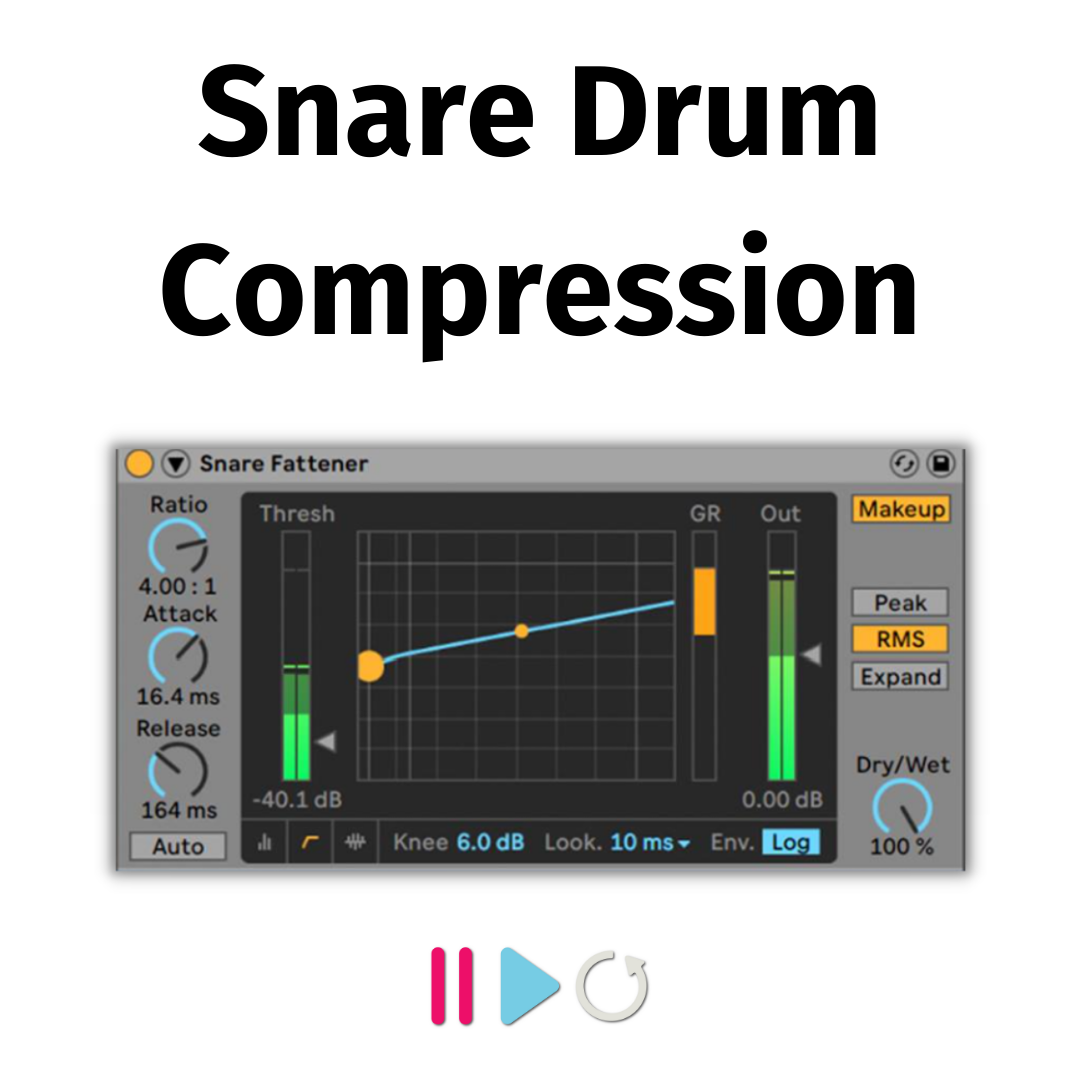 Snare Drum
Compression
Snare Fattener
Ratio
4.00 : 1
Attack
16.4 ms
Release
164 ms
Auto
Thresh
-40.1 dB
GR
Out
0.00 dB
Knee 6.0 dB Look. 10 ms Env. Log
Makeup
Peak
RMS
Expand
Dry/Wet
100 %